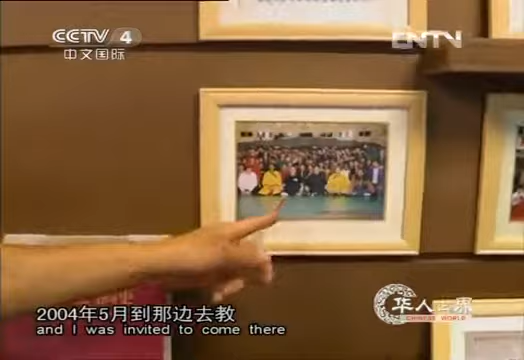 CCTV 4
中文国际
CNTV
华人世界
CHINESE WORLD
2004年5月到那边去教
and I was invited to come there